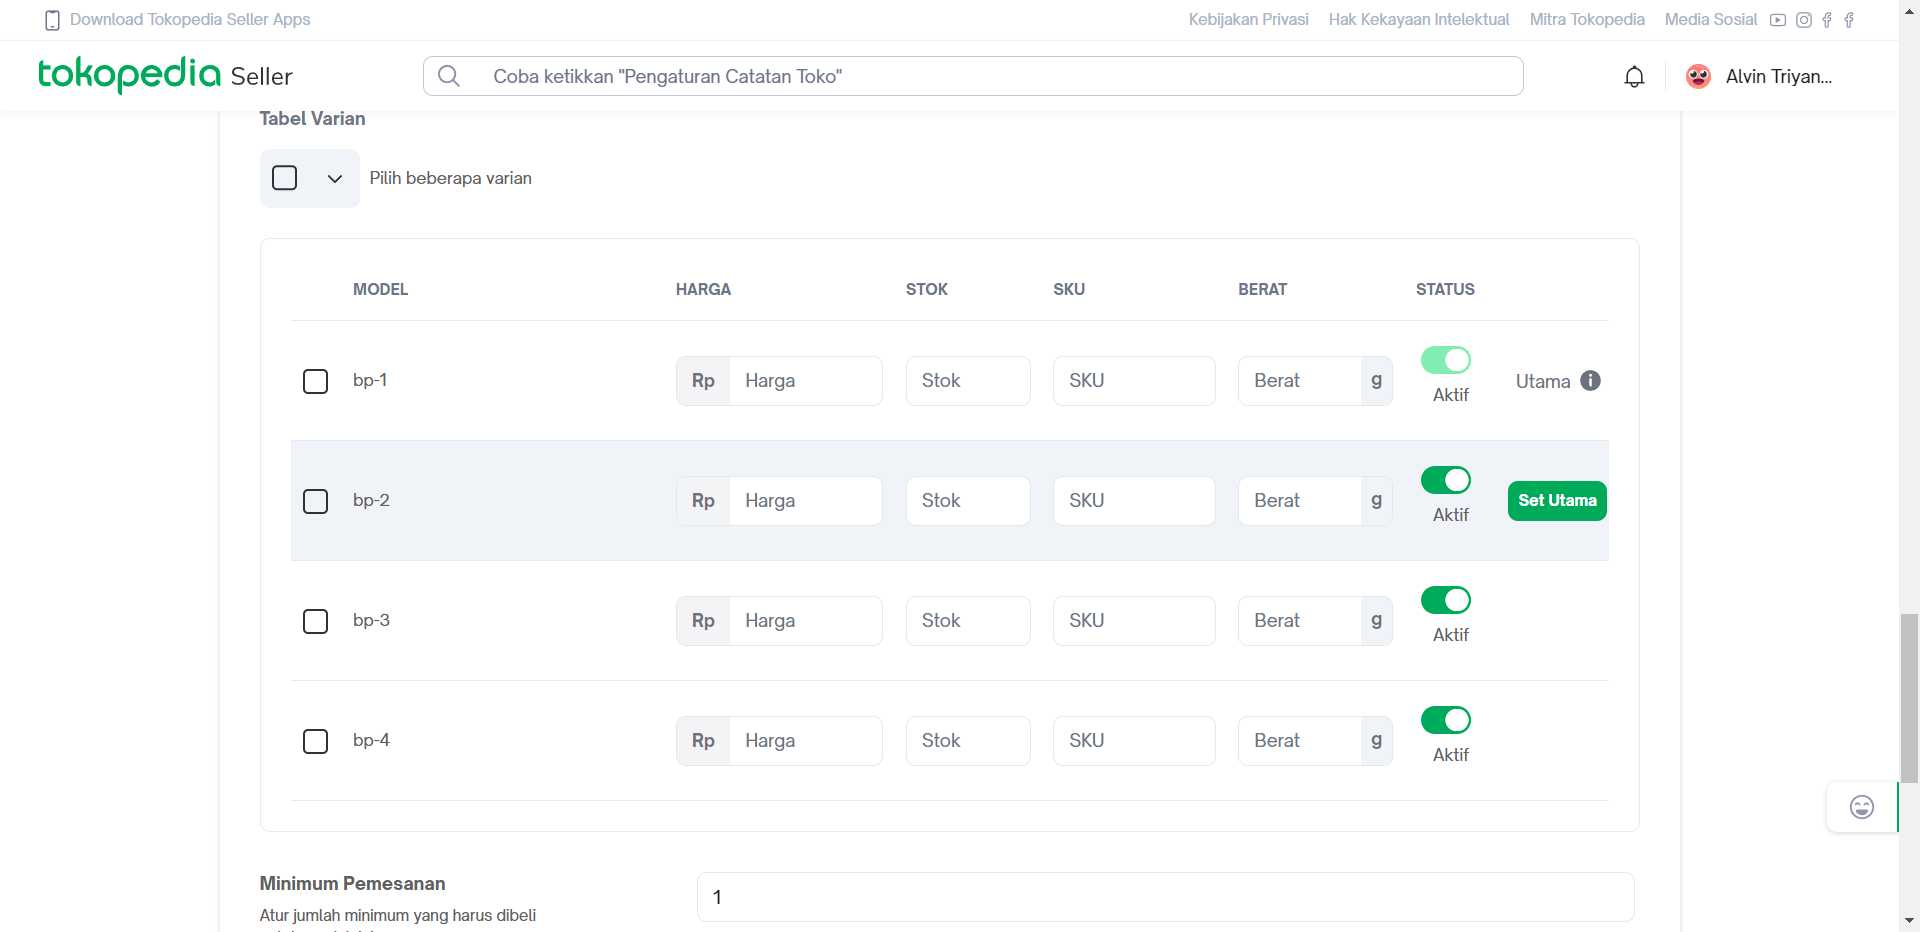 Download Tokopedia Seller Apps
Kebijakan Privasi Hak Kekayaan Intelektual Mitra Tokopedia Media Sosial
tokopedia Seller
Coba ketikkan "Pengaturan Catatan Toko"
Alvin Triyan...
Tabel Varian
Pilih beberapa varian
MODEL HARGA STOK SKU BERAT STATUS
bp-1 Rp Harga Stok SKU Berat g Aktif Utama
bp-2 Rp Harga Stok SKU Berat g Aktif Set Utama
bp-3 Rp Harga Stok SKU Berat g Aktif
bp-4 Rp Harga Stok SKU Berat g Aktif
Minimum Pemesanan
1
Atur jumlah minimum yang harus dibeli